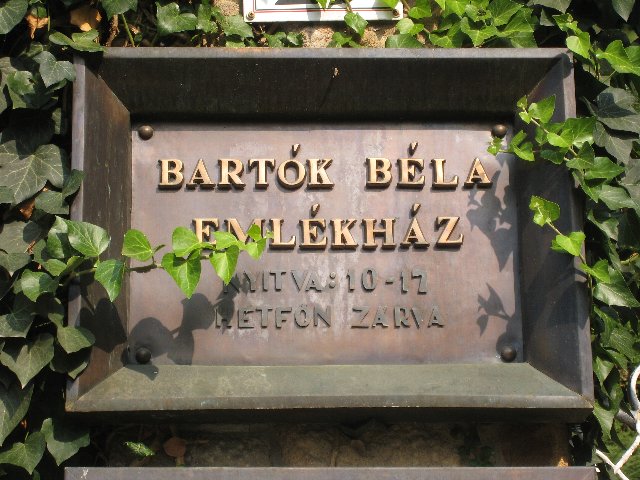 BARTÓK BÉLA
EMLÉKHÁZ
NYITVA: 10-17
HÉTFŐN ZÁRVA